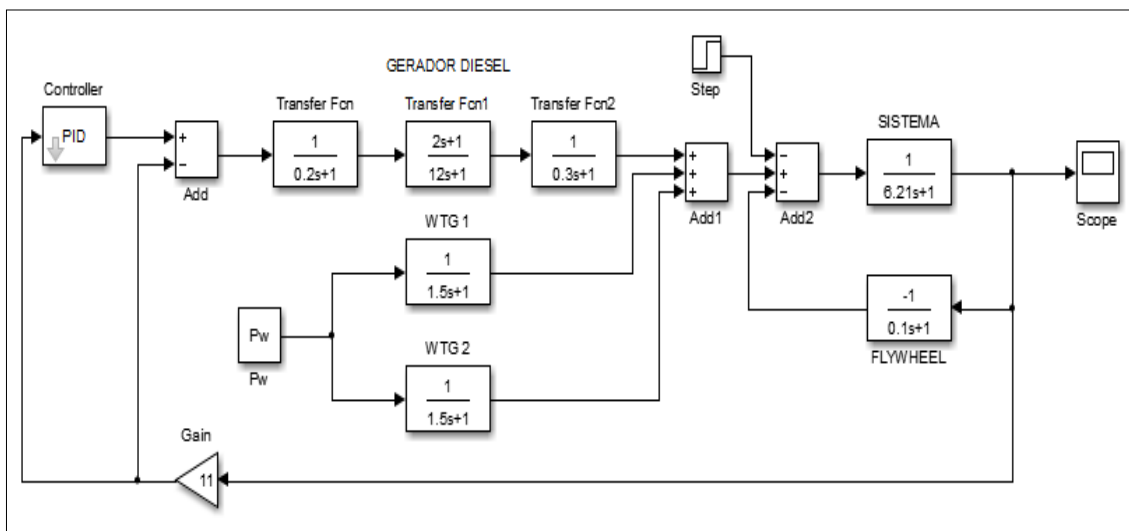 GERADOR DIESEL
Step
Controller
PID
+
−
Add
Transfer Fcn
1
0.2s+1
Transfer Fcn1
2s+1
12s+1
Transfer Fcn2
1
0.3s+1
+
+
+
Add1
−
+
−
Add2
SISTEMA
1
6.21s+1
Scope
WTG 1
1
1.5s+1
-1
0.1s+1
FLYWHEEL
Pw
Pw
WTG 2
1
1.5s+1
Gain
11